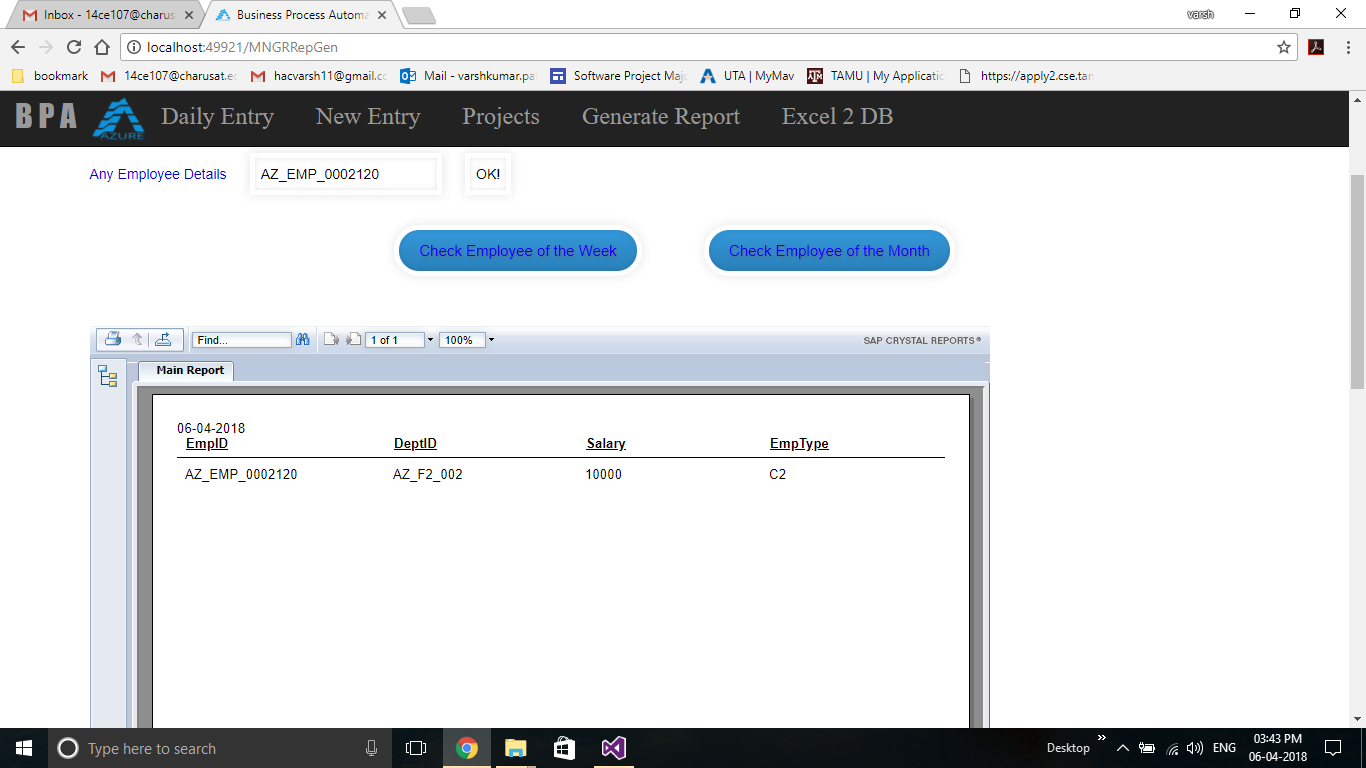 Inbox - 14ce107@charus
Business Process Automa
varsh
localhost:49921/MNGRRepGen
bookmark
14ce107@charusat.ec
hacvarsh11@gmail.cc
Mail - varshkumar.pa
Software Project Maj
UTA | MyMav
TAMU | My Applicatic
https://apply2.cse.tan
BPA
AZURE
Daily Entry
New Entry
Projects
Generate Report
Excel 2 DB
Any Employee Details
AZ_EMP_0002120
OK!
Check Employee of the Week
Check Employee of the Month
Find...
1 of 1
100%
SAP CRYSTAL REPORTS®
Main Report
06-04-2018
EmpID DeptID Salary EmpType
AZ_EMP_0002120 AZ_F2_002 10000 C2
Type here to search
Desktop
ENG
03:43 PM
06-04-2018